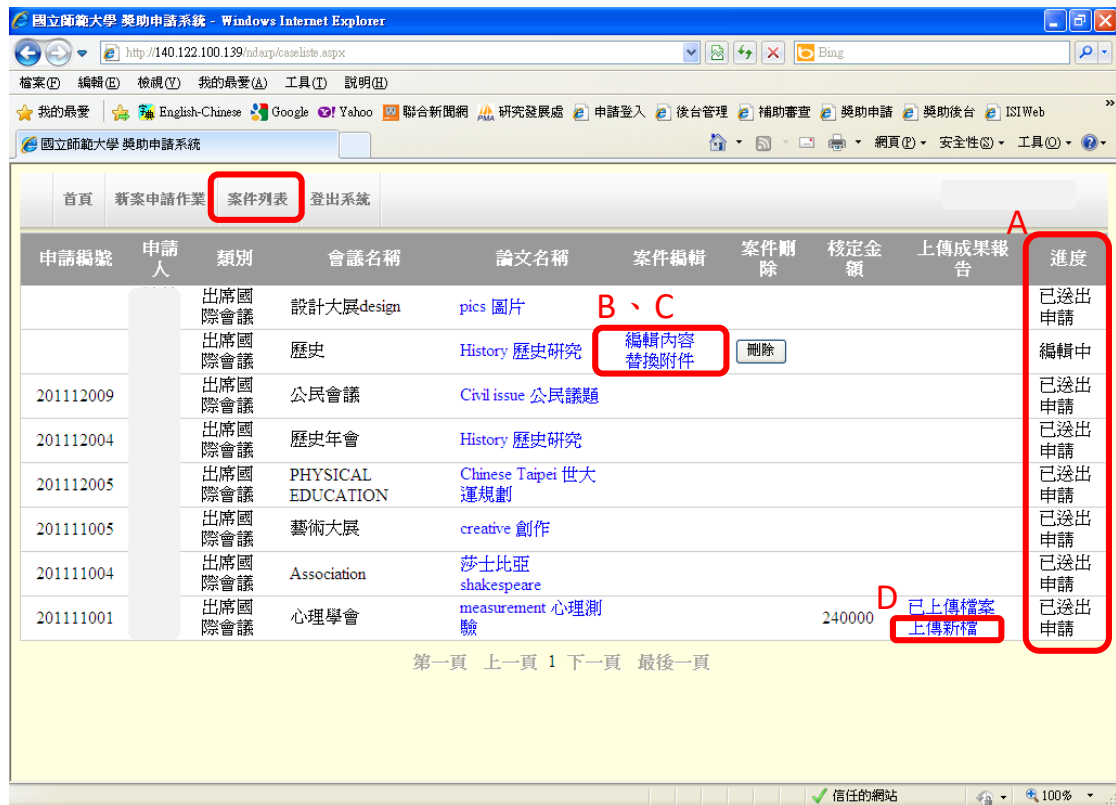 國立師範大學 獎助申請系統 - Windows Internet Explorer
http://140.122.100.139/ndarp/caseliste.aspx
Bing
檔案(F) 編輯(E) 檢視(V) 我的最愛(A) 工具(T) 說明(H)
我的最愛 English-Chinese Google Yahoo 聯合新聞網 研究發展處 申請登入 後台管理 補助審查 獎助申請 獎助後台 ISIWeb »
國立師範大學 獎助申請系統
網頁(P) 安全性(S) 工具(O)
首頁 新案申請作業 案件列表 登出系統
A
申請編號 申請人 類別 會議名稱 論文名稱 案件編輯 案件刪除 核定金額 上傳成果報告 進度
出席國際會議 設計大展design pics 圖片 已送出申請
B、C
出席國際會議 歷史 History 歷史研究 編輯內容 替換附件 刪除 編輯中
201112009 出席國際會議 公民會議 Civil issue 公民議題 已送出申請
201112004 出席國際會議 歷史年會 History 歷史研究 已送出申請
201112005 出席國際會議 PHYSICAL EDUCATION Chinese Taipei 世大運規劃 已送出申請
201111005 出席國際會議 藝術大展 creative 創作 已送出申請
201111004 出席國際會議 Association 莎士比亞 shakespeare 已送出申請
D
201111001 出席國際會議 心理學會 measurement 心理測驗 240000 已上傳檔案 上傳新檔 已送出申請
第一頁 上一頁 1 下一頁 最後一頁
信任的網站 100%